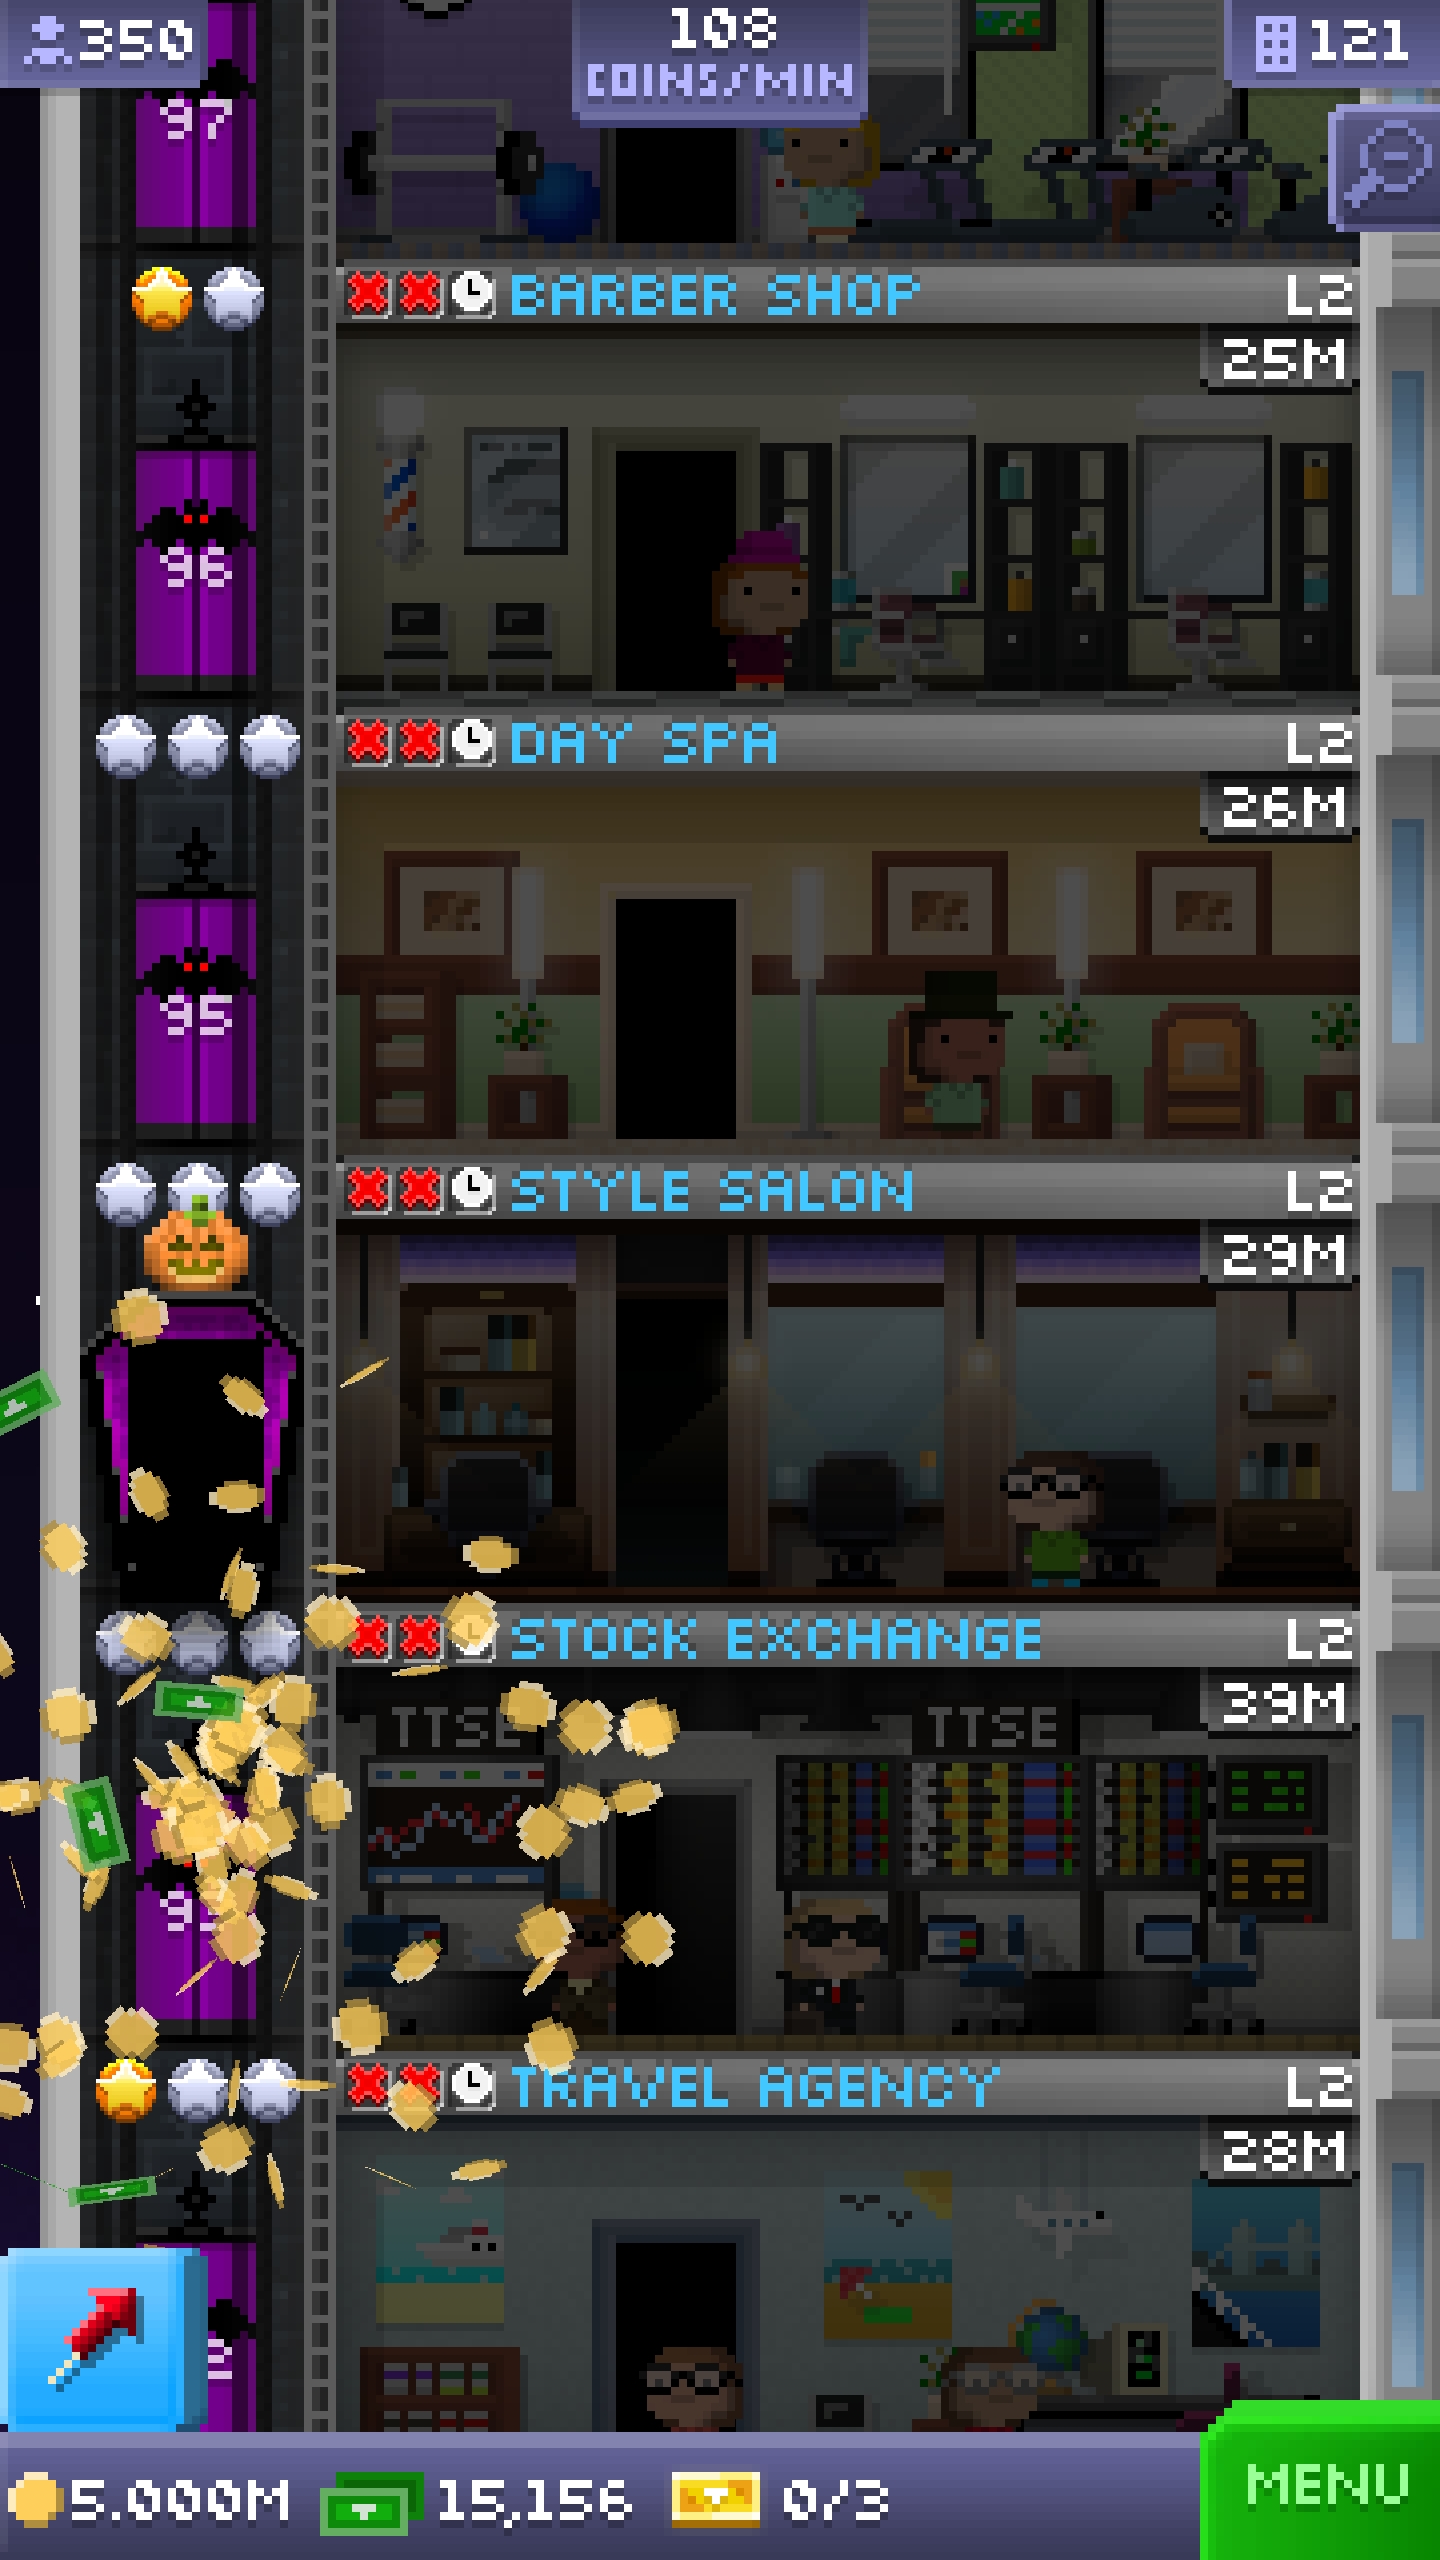 350
108
COINS/MIN
121
97
BARBER SHOP L2
25M
96
DAY SPA L2
26M
95
STYLE SALON L2
29M
STOCK EXCHANGE L2
39M
TTSE TTSE
TRAVEL AGENCY L2
28M
5.000M 15,156 0/3
MENU